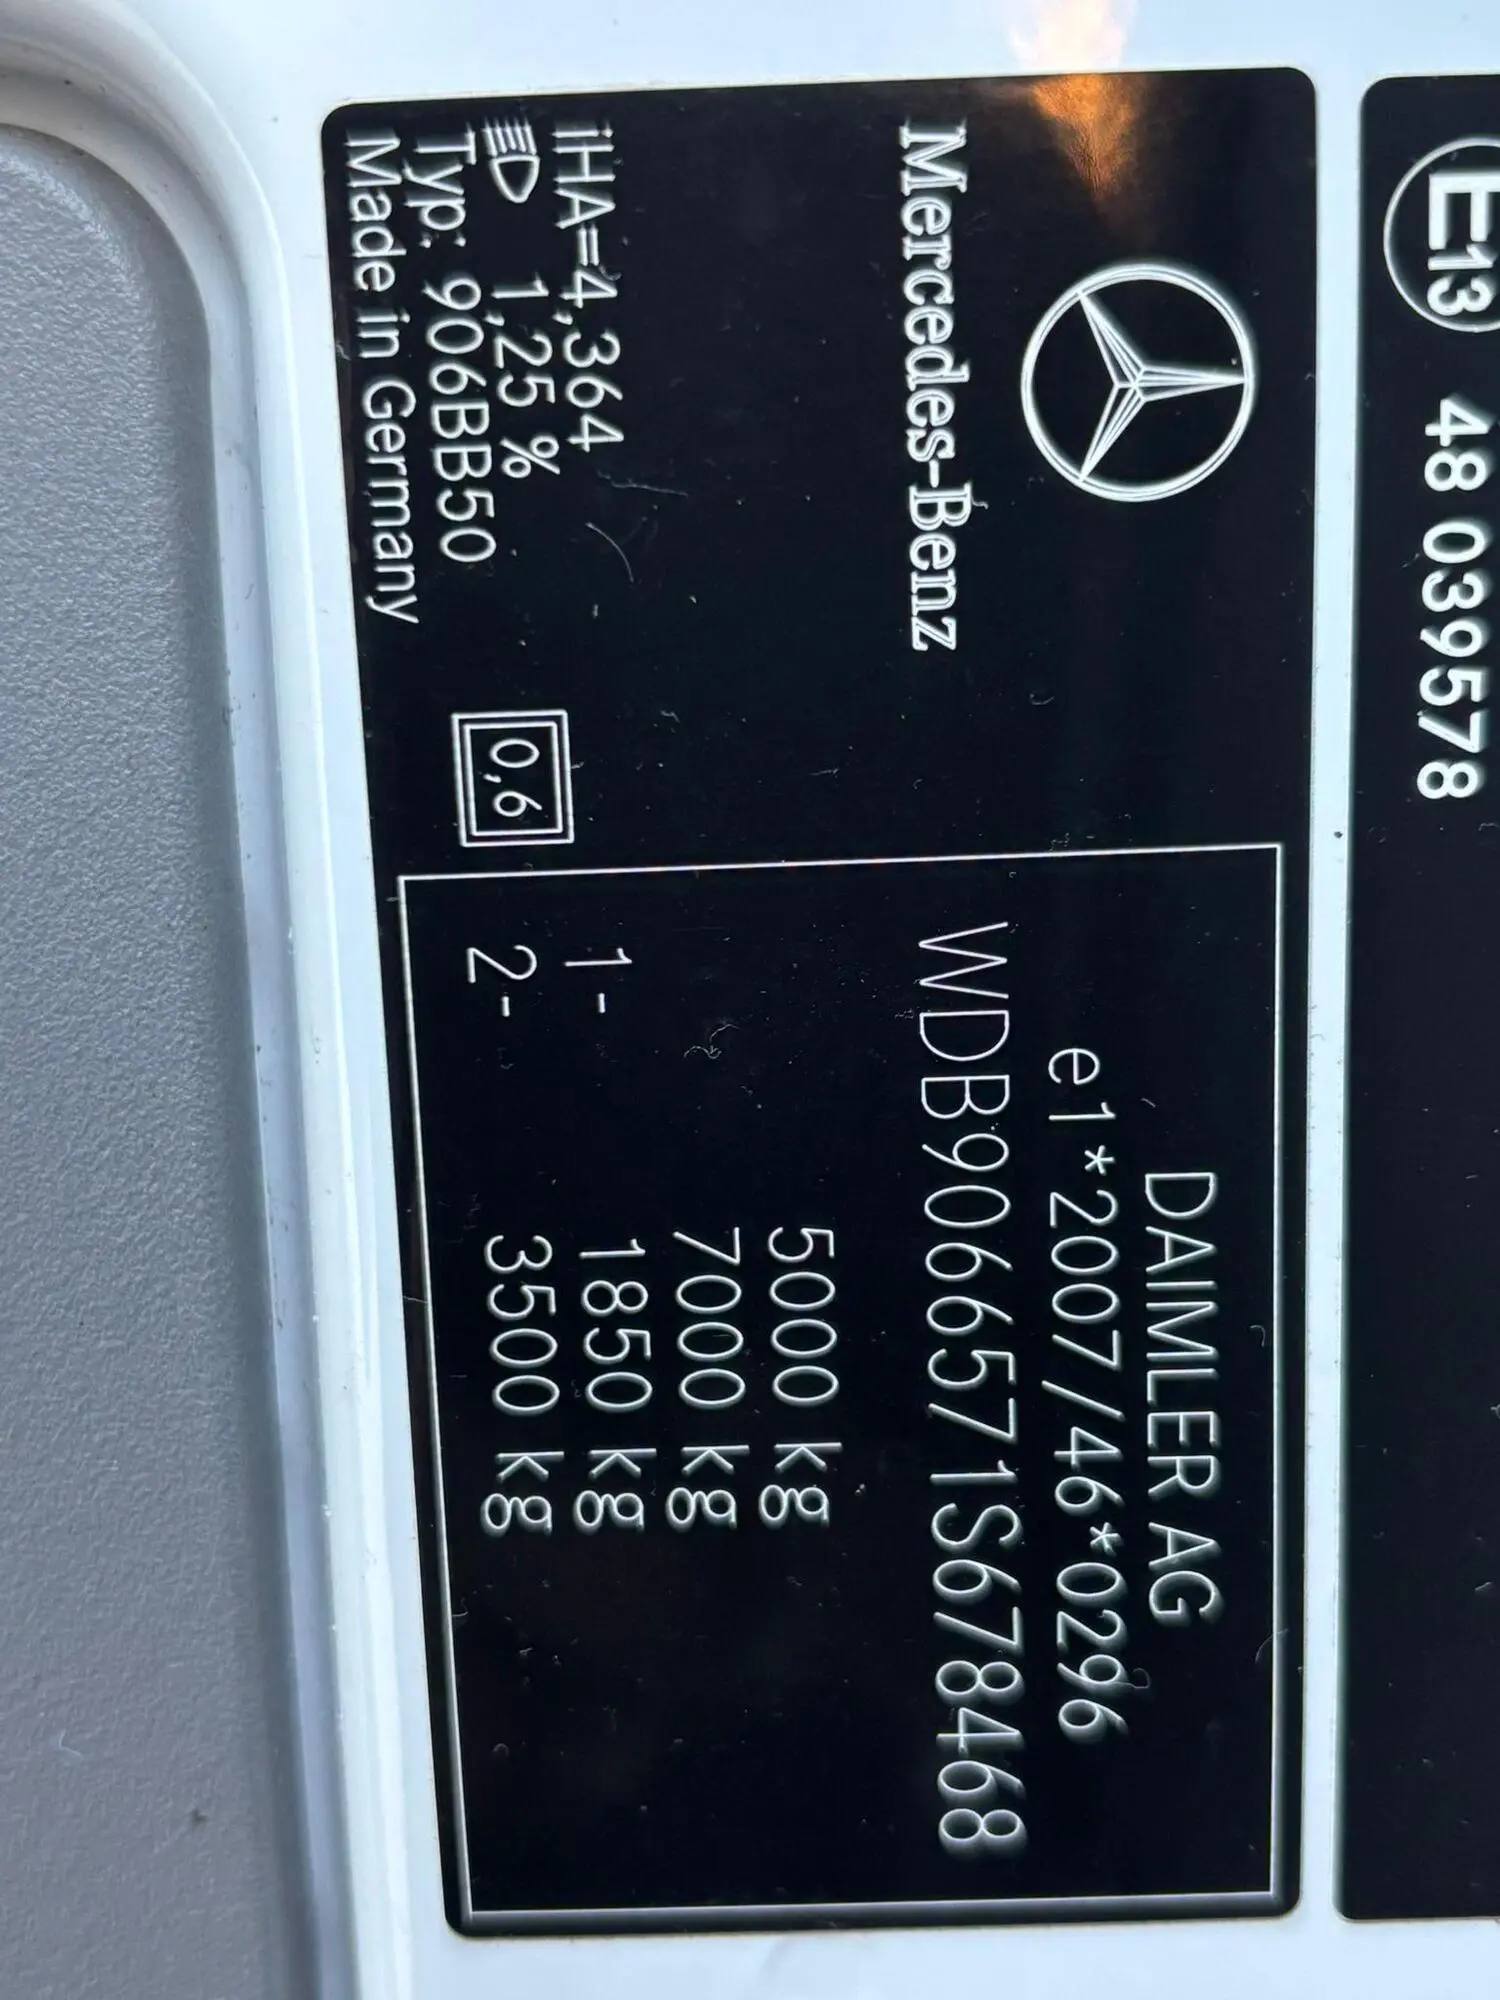 E13 48 039578
Mercedes-Benz
iHA=4,364
1,25 %
Typ: 906BB50
Made in Germany
0,6
DAIMLER AG
e1*2007/46*0296
WDB9066571S678468
5000 kg
7000 kg
1- 1850 kg
2- 3500 kg